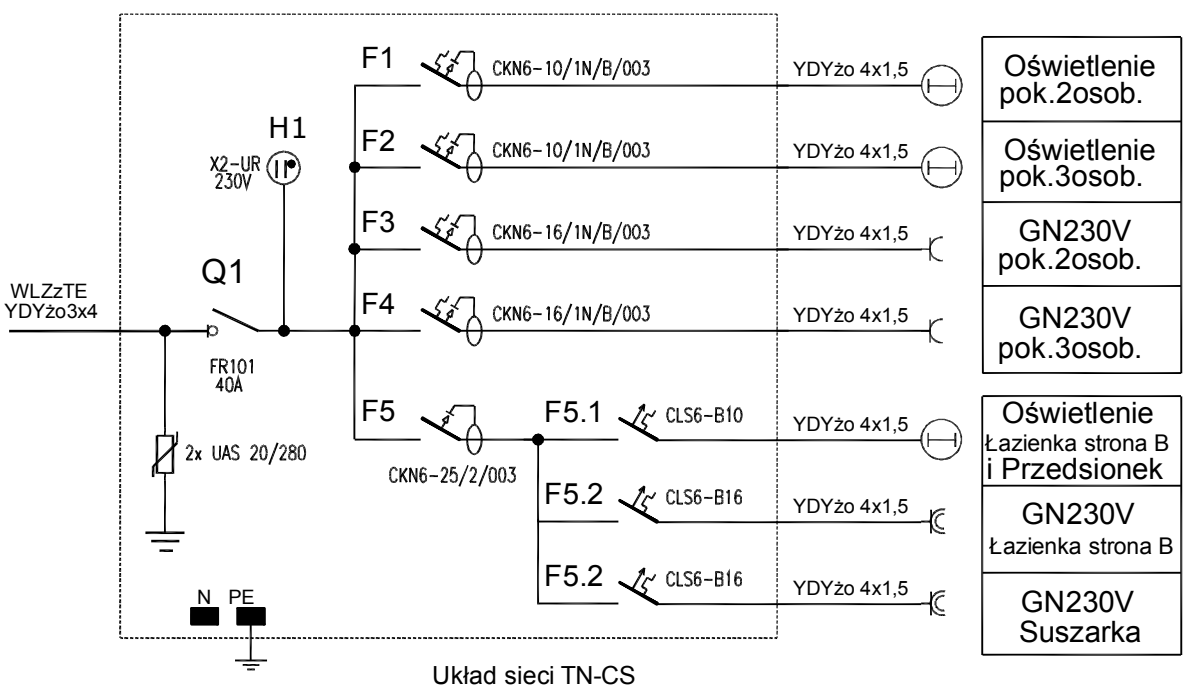 F1
CKN6-10/1N/B/003
YDYżo 4x1,5
Oświetlenie
pok.2osob.
H1
X2-UR
230V
F2
CKN6-10/1N/B/003
YDYżo 4x1,5
Oświetlenie
pok.3osob.
F3
CKN6-16/1N/B/003
YDYżo 4x1,5
GN230V
pok.2osob.
WLZzTE
YDYżo3x4
Q1
FR101
40A
F4
CKN6-16/1N/B/003
YDYżo 4x1,5
GN230V
pok.3osob.
2x UAS 20/280
F5
CKN6-25/2/003
F5.1
CLS6-B10
YDYżo 4x1,5
Oświetlenie
Łazienka strona B
i Przedsionek
F5.2
CLS6-B16
YDYżo 4x1,5
GN230V
Łazienka strona B
F5.2
CLS6-B16
YDYżo 4x1,5
GN230V
Suszarka
N PE
Układ sieci TN-CS